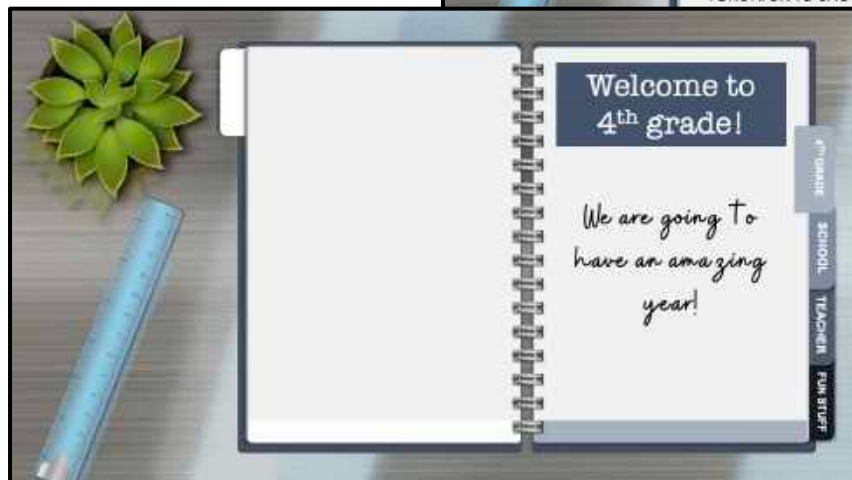 Welcome to
4th grade!
We are going to
have an amazing
year!
4TH GRADE
SCHOOL
TEACHER
FUN STUFF